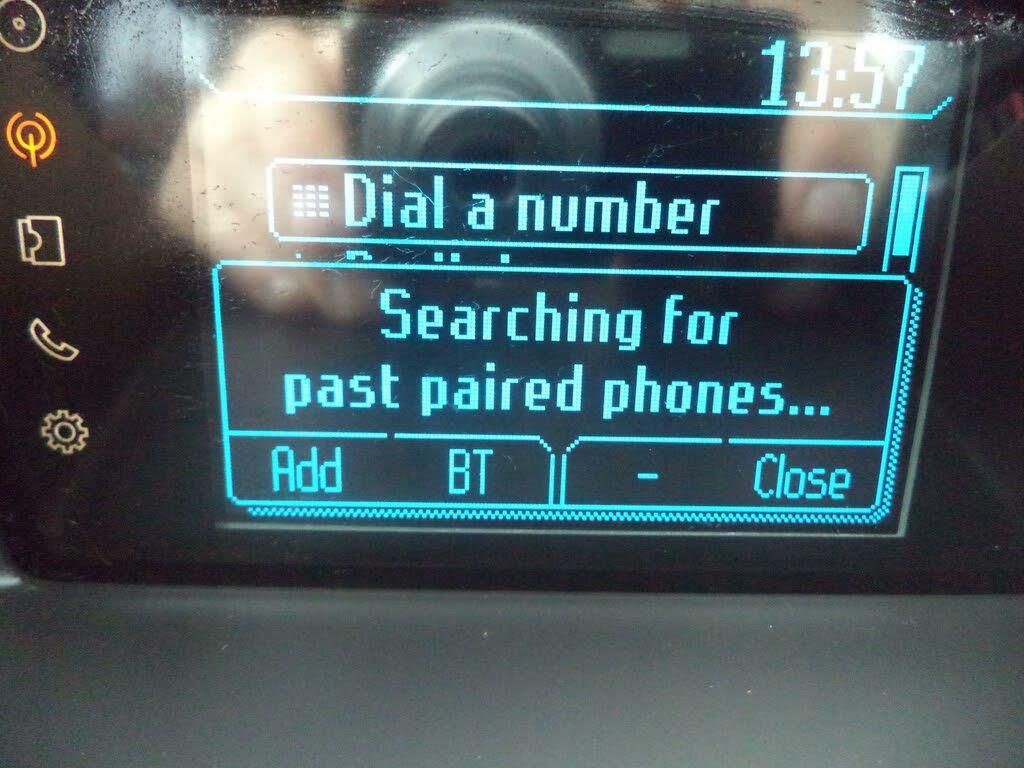 13:57
Dial a number
Searching for
past paired phones...
Add BT - Close